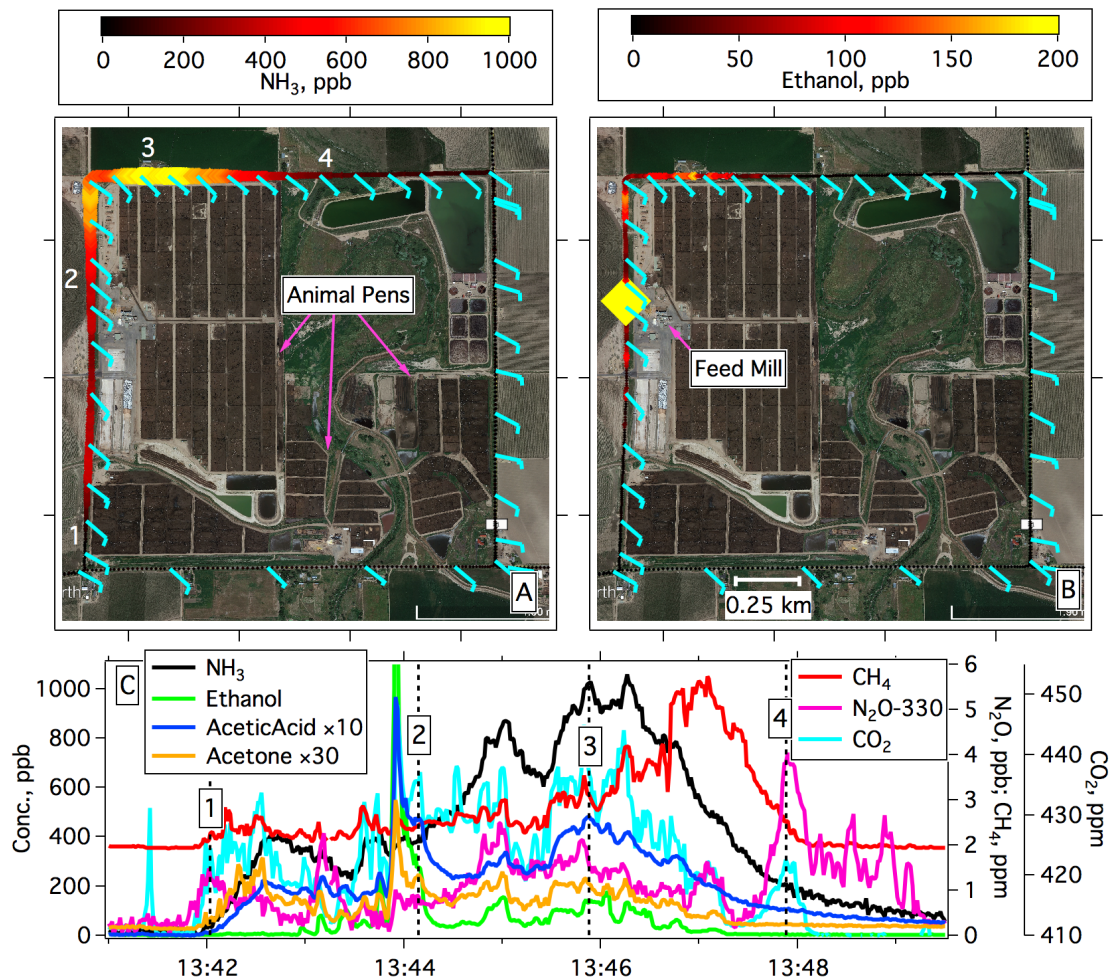 0 200 400 600 800 1000
NH₃, ppb
0 50 100 150 200
Ethanol, ppb
3
4
2
1
Animal Pens
A
Feed Mill
0.25 km
B
C
NH₃
Ethanol
AceticAcid ×10
Acetone ×30
CH₄
N₂O-330
CO₂
1
2
3
4
Conc., ppb
1000
800
600
400
200
0
6
5
4
3
2
1
0
N₂O, ppb; CH₄, ppm
450
440
430
420
410
CO₂, ppm
13:42 13:44 13:46 13:48